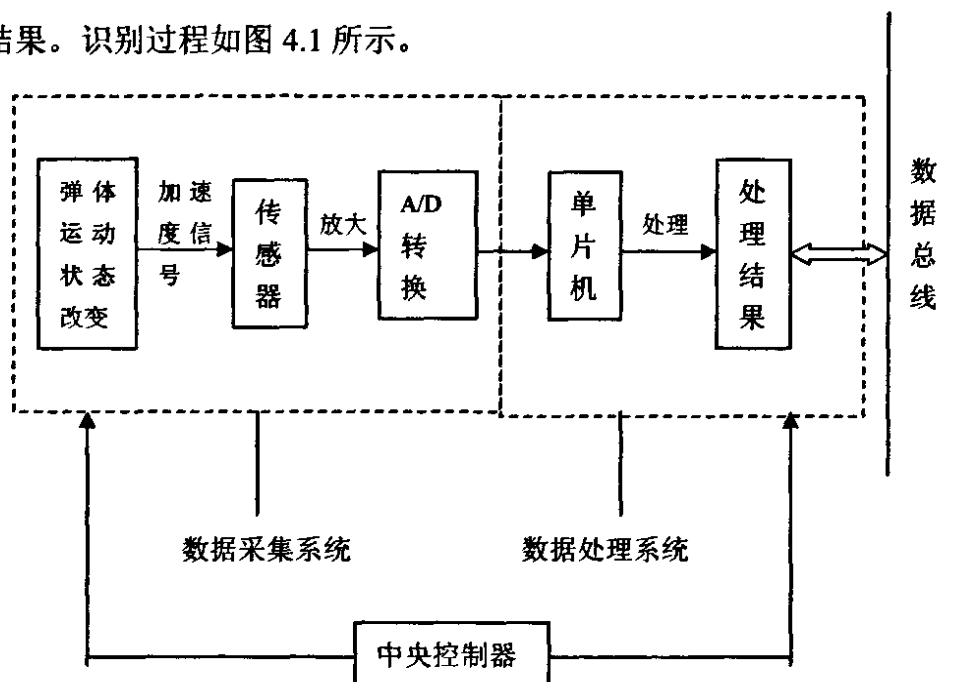 结果。识别过程如图 4.1 所示。
弹体
运动
状态
改变
加速
度信
号
传
感
器
放大
A/D
转
换
单
片
机
处理
处
理
结
果
数
据
总
线
数据采集系统
数据处理系统
中央控制器